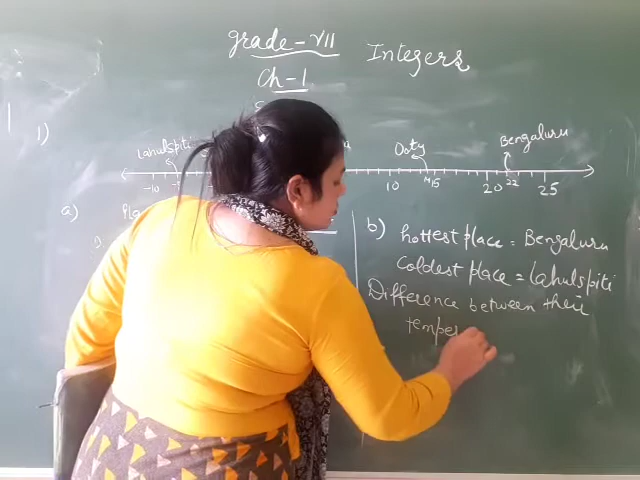 grade-VII Integers
Ch-1
1)
Lahulspiti Ooty Bengaluru
-10 10 14 15 20 22 25
a)
b) hottest place = Bengaluru
Coldest place = Lahulspiti
Difference between their
temper